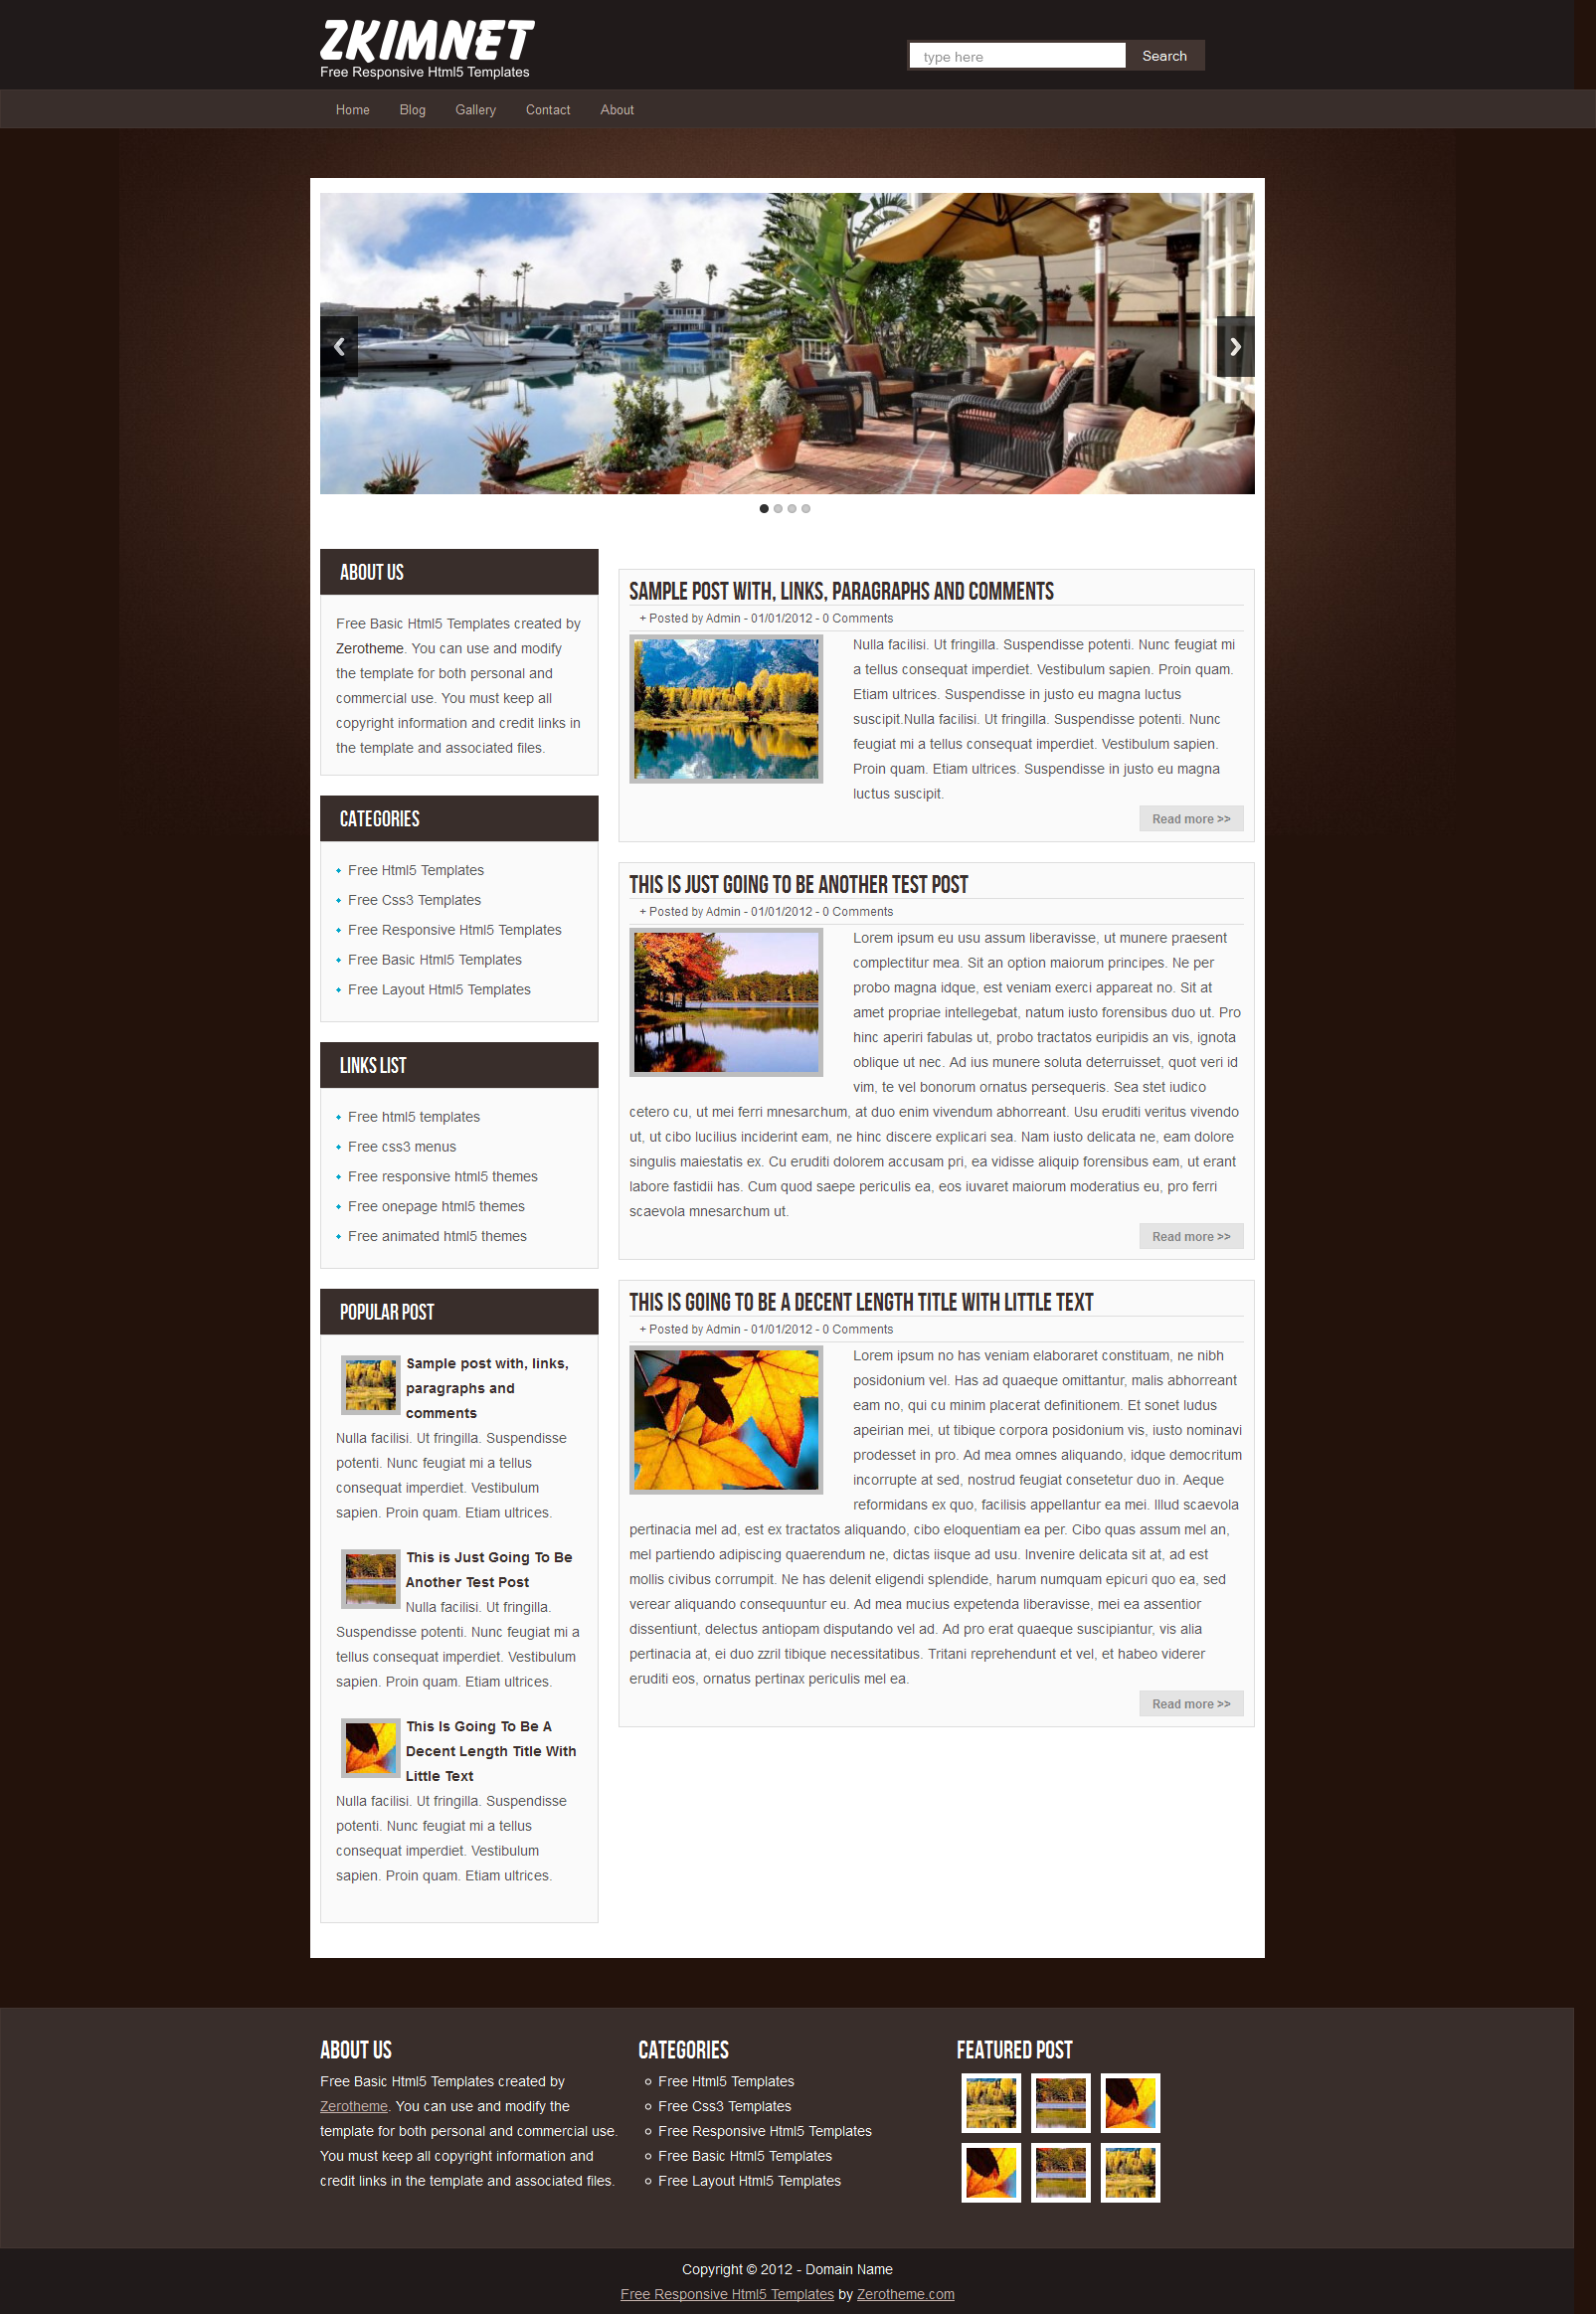 ZKIMNET
Free Responsive Html5 Templates
type here
Search
Home
Blog
Gallery
Contact
About
ABOUT US
Free Basic Html5 Templates created by
Zerotheme. You can use and modify
the template for both personal and
commercial use. You must keep all
copyright information and credit links in
the template and associated files.
CATEGORIES
Free Html5 Templates
Free Css3 Templates
Free Responsive Html5 Templates
Free Basic Html5 Templates
Free Layout Html5 Templates
LINKS LIST
Free html5 templates
Free css3 menus
Free responsive html5 themes
Free onepage html5 themes
Free animated html5 themes
POPULAR POST
Sample post with, links,
paragraphs and
comments
Nulla facilisi. Ut fringilla. Suspendisse
potenti. Nunc feugiat mi a tellus
consequat imperdiet. Vestibulum
sapien. Proin quam. Etiam ultrices.
This is Just Going To Be
Another Test Post
Nulla facilisi. Ut fringilla.
Suspendisse potenti. Nunc feugiat mi a
tellus consequat imperdiet. Vestibulum
sapien. Proin quam. Etiam ultrices.
This Is Going To Be A
Decent Length Title With
Little Text
Nulla facilisi. Ut fringilla. Suspendisse
potenti. Nunc feugiat mi a tellus
consequat imperdiet. Vestibulum
sapien. Proin quam. Etiam ultrices.
SAMPLE POST WITH, LINKS, PARAGRAPHS AND COMMENTS
+ Posted by Admin - 01/01/2012 - 0 Comments
Nulla facilisi. Ut fringilla. Suspendisse potenti. Nunc feugiat mi
a tellus consequat imperdiet. Vestibulum sapien. Proin quam.
Etiam ultrices. Suspendisse in justo eu magna luctus
suscipit.Nulla facilisi. Ut fringilla. Suspendisse potenti. Nunc
feugiat mi a tellus consequat imperdiet. Vestibulum sapien.
Proin quam. Etiam ultrices. Suspendisse in justo eu magna
luctus suscipit.
Read more >>
THIS IS JUST GOING TO BE ANOTHER TEST POST
+ Posted by Admin - 01/01/2012 - 0 Comments
Lorem ipsum eu usu assum liberavisse, ut munere praesent
complectitur mea. Sit an option maiorum principes. Ne per
probo magna idque, est veniam exerci appareat no. Sit at
amet propriae intellegebat, natum iusto forensibus duo ut. Pro
hinc aperiri fabulas ut, probo tractatos euripidis an vis, ignota
oblique ut nec. Ad ius munere soluta deterruisset, quot veri id
vim, te vel bonorum ornatus persequeris. Sea stet iudico
cetero cu, ut mei ferri mnesarchum, at duo enim vivendum abhorreant. Usu eruditi veritus vivendo
ut, ut cibo lucilius inciderint eam, ne hinc discere explicari sea. Nam iusto delicata ne, eam dolore
singulis maiestatis ex. Cu eruditi dolorem accusam pri, ea vidisse aliquip forensibus eam, ut erant
labore fastidii has. Cum quod saepe periculis ea, eos iuvaret maiorum moderatius eu, pro ferri
scaevola mnesarchum ut.
Read more >>
THIS IS GOING TO BE A DECENT LENGTH TITLE WITH LITTLE TEXT
+ Posted by Admin - 01/01/2012 - 0 Comments
Lorem ipsum no has veniam elaboraret constituam, ne nibh
posidonium vel. Has ad quaeque omittantur, malis abhorreant
eam no, qui cu minim placerat definitionem. Et sonet ludus
apeirian mei, ut tibique corpora posidonium vis, iusto nominavi
prodesset in pro. Ad mea omnes aliquando, idque democritum
incorrupte at sed, nostrud feugiat consetetur duo in. Aeque
reformidans ex quo, facilisis appellantur ea mei. Illud scaevola
pertinacia mel ad, est ex tractatos aliquando, cibo eloquentiam ea per. Cibo quas assum mel an,
mel partiendo adipiscing quaerendum ne, dictas iisque ad usu. Invenire delicata sit at, ad est
mollis civibus corrumpit. Ne has delenit eligendi splendide, harum numquam epicuri quo ea, sed
verear aliquando consequuntur eu. Ad mea mucius expetenda liberavisse, mei ea assentior
dissentiunt, delectus antiopam disputando vel ad. Ad pro erat quaeque suscipiantur, vis alia
pertinacia at, ei duo zzril tibique necessitatibus. Tritani reprehendunt et vel, et habeo viderer
eruditi eos, ornatus pertinax periculis mel ea.
Read more >>
ABOUT US
Free Basic Html5 Templates created by
Zerotheme. You can use and modify the
template for both personal and commercial use.
You must keep all copyright information and
credit links in the template and associated files.
CATEGORIES
Free Html5 Templates
Free Css3 Templates
Free Responsive Html5 Templates
Free Basic Html5 Templates
Free Layout Html5 Templates
FEATURED POST
Copyright © 2012 - Domain Name
Free Responsive Html5 Templates by Zerotheme.com